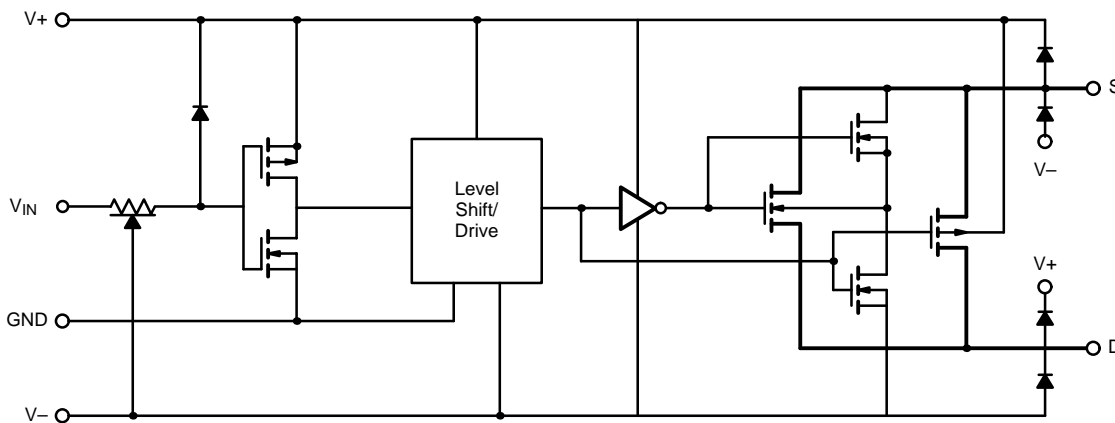 V+
S
V–
VIN
Level
Shift/
Drive
V+
GND
D
V–